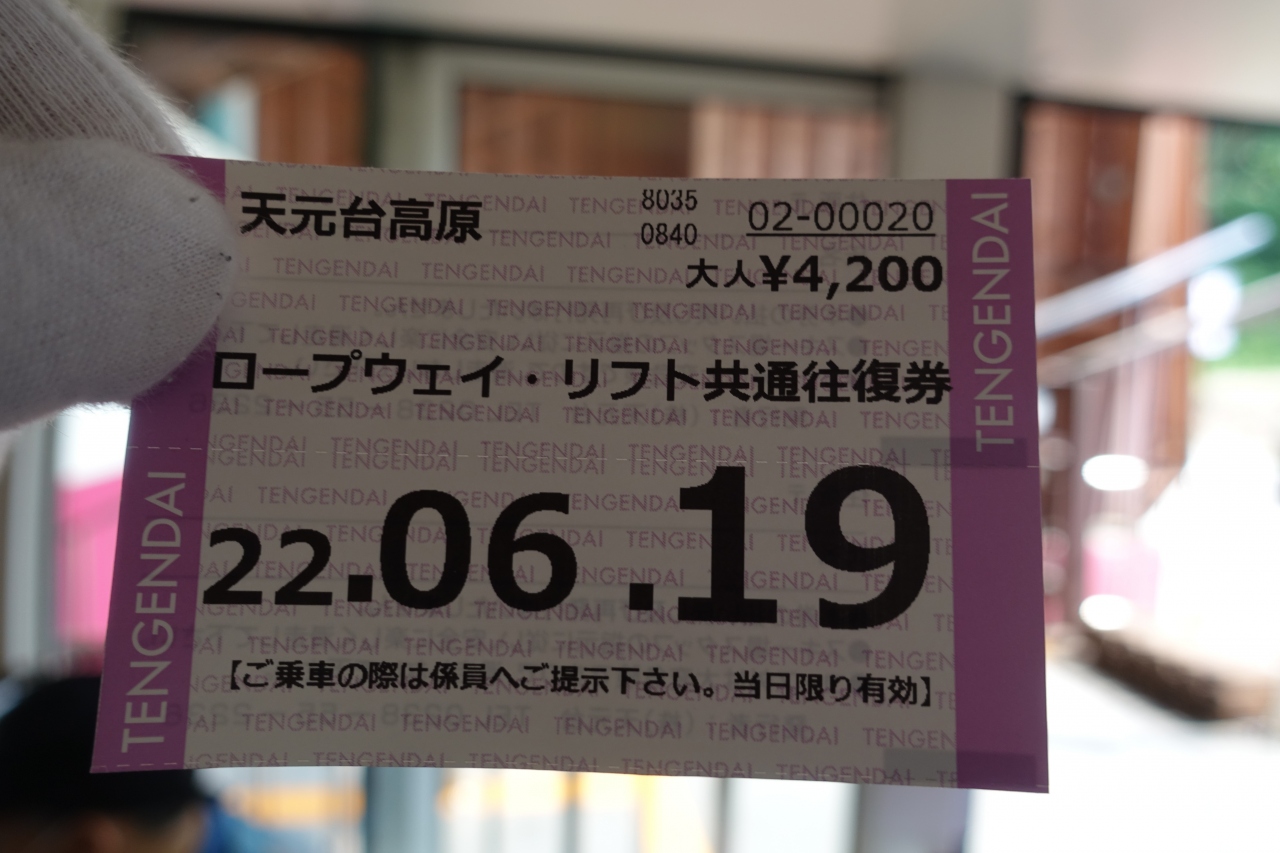 天元台高原
8035
0840
02-00020
大人¥4,200
ロープウェイ・リフト共通往復券
22.06.19
【ご乗車の際は係員へご提示下さい。当日限り有効】
TENGENDAI
TENGENDAI